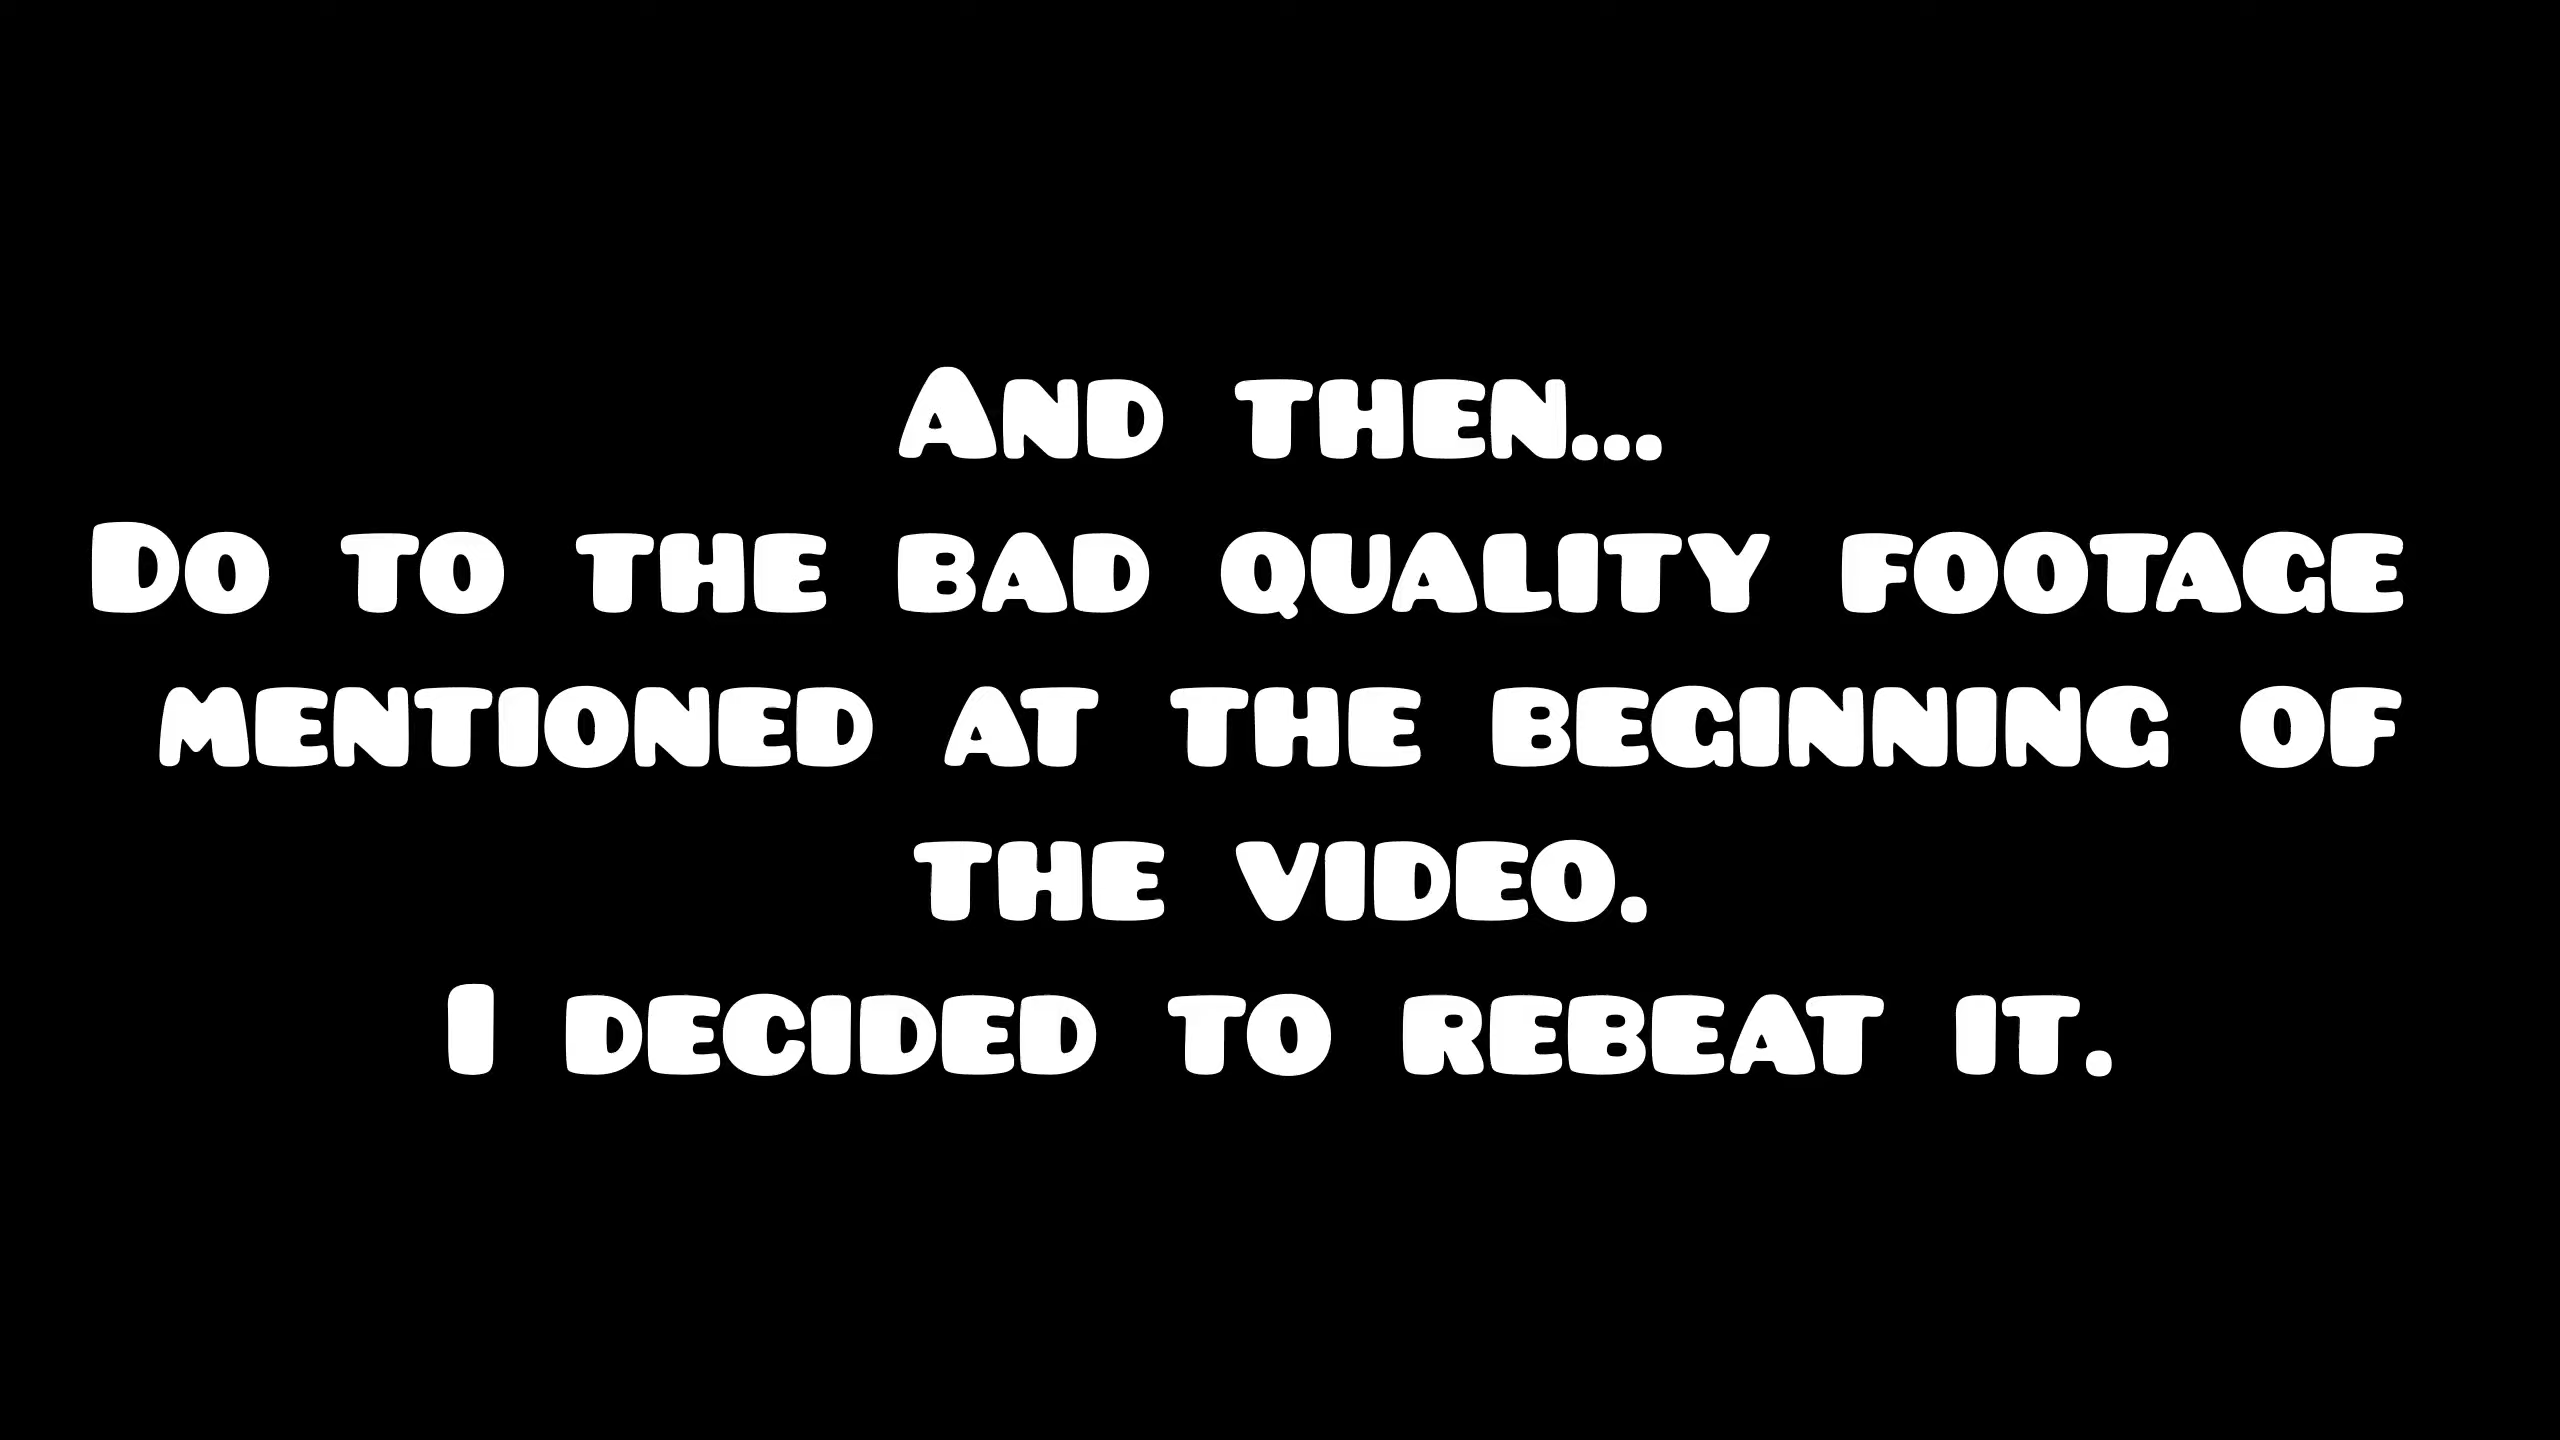 And then...
Do to the bad quality footage
mentioned at the beginning of
the video.
I decided to rebeat it.